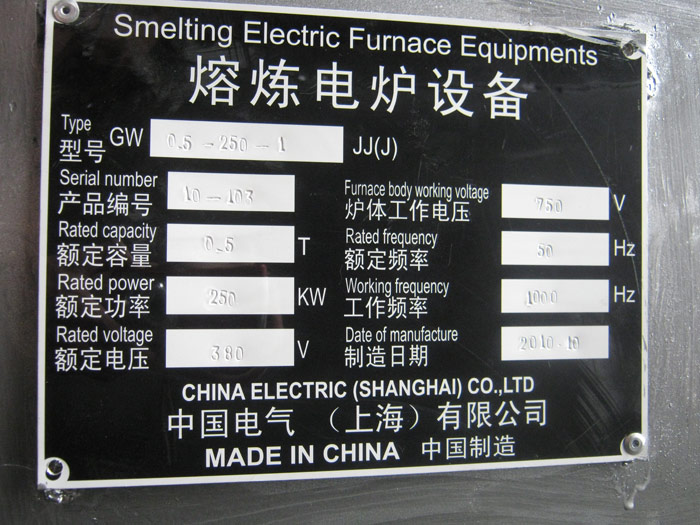 Smelting Electric Furnace Equipments
熔炼电炉设备
Type
型号 GW 0.5-250-1 JJ(J)
Serial number
产品编号 10-103
Furnace body working voltage
炉体工作电压 750 V
Rated capacity
额定容量 0.5 T
Rated frequency
额定频率 50 Hz
Rated power
额定功率 250 KW
Working frequency
工作频率 1000 Hz
Rated voltage
额定电压 380 V
Date of manufacture
制造日期 2010-10
CHINA ELECTRIC (SHANGHAI) CO.,LTD
中国电气 （上海）有限公司
MADE IN CHINA 中国制造